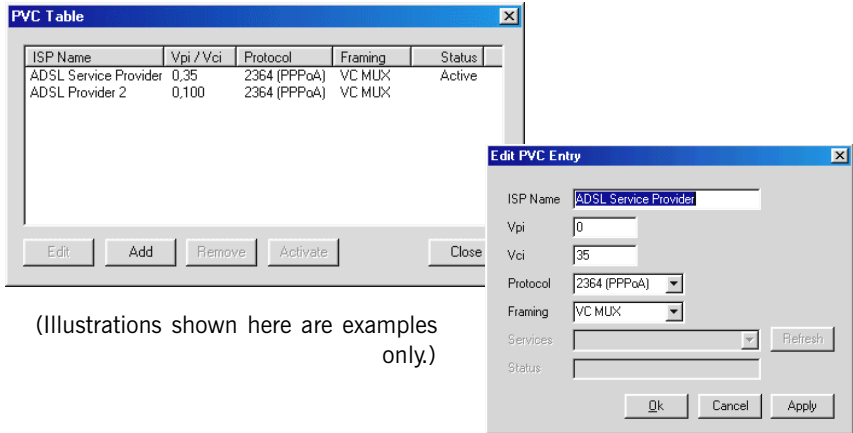 PVC Table
ISP Name Vpi / Vci Protocol Framing Status
ADSL Service Provider 0,35 2364 (PPPoA) VC MUX Active
ADSL Provider 2 0,100 2364 (PPPoA) VC MUX
Edit Add Remove Activate Close
(Illustrations shown here are examples
only.)
Edit PVC Entry
ISP Name ADSL Service Provider
Vpi 0
Vci 35
Protocol 2364 (PPPoA)
Framing VC MUX
Services Refresh
Status
Ok Cancel Apply